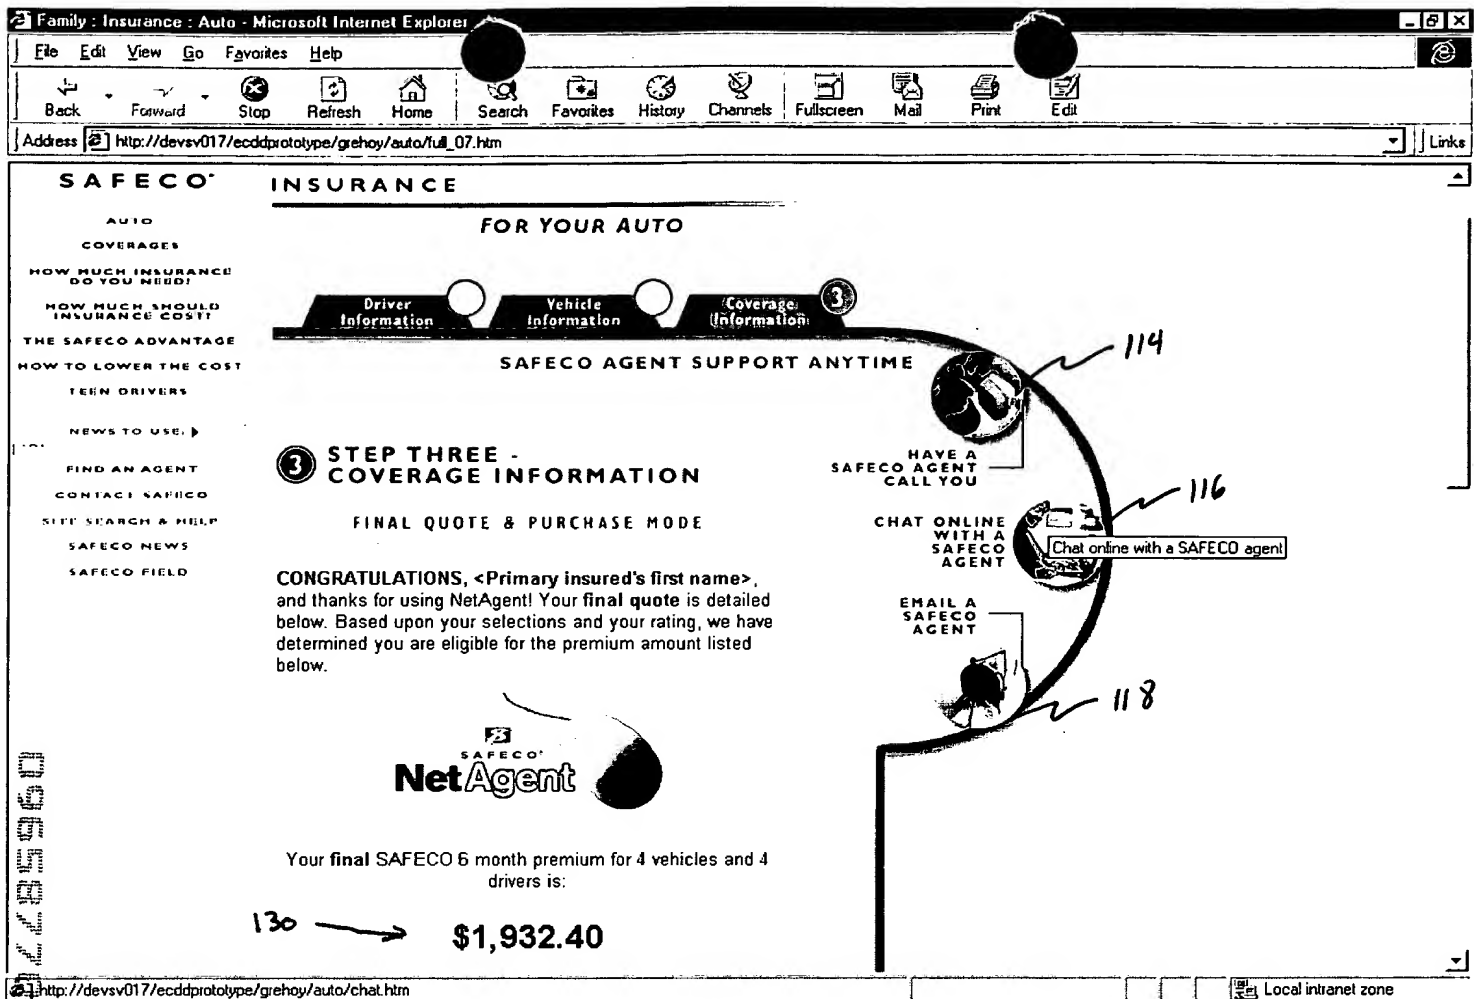 Family : Insurance : Auto - Microsoft Internet Explorer
File Edit View Go Favorites Help
Back Forward Stop Refresh Home Search Favorites History Channels Fullscreen Mail Print Edit
Address http://devsv017/ecddprototype/grehoy/auto/full_07.htm Links
SAFECO
INSURANCE
FOR YOUR AUTO
AUTO
COVERAGES
HOW MUCH INSURANCE
DO YOU NEED?
HOW MUCH SHOULD
INSURANCE COST?
THE SAFECO ADVANTAGE
HOW TO LOWER THE COST
TEEN DRIVERS
NEWS TO USE
FIND AN AGENT
CONTACT SAFECO
SITE SEARCH & HELP
SAFECO NEWS
SAFECO FIELD
Driver
Information
Vehicle
Information
Coverage
Information
3
SAFECO AGENT SUPPORT ANYTIME
114
HAVE A
SAFECO AGENT
CALL YOU
116
CHAT ONLINE
WITH A
SAFECO
AGENT
Chat online with a SAFECO agent
EMAIL A
SAFECO
AGENT
118
3 STEP THREE -
COVERAGE INFORMATION
FINAL QUOTE & PURCHASE MODE
CONGRATULATIONS, <Primary insured's first name>,
and thanks for using NetAgent! Your final quote is detailed
below. Based upon your selections and your rating, we have
determined you are eligible for the premium amount listed
below.
SAFECO
NetAgent
Your final SAFECO 6 month premium for 4 vehicles and 4
drivers is:
130
$1,932.40
http://devsv017/ecddprototype/grehoy/auto/chat.htm Local intranet zone